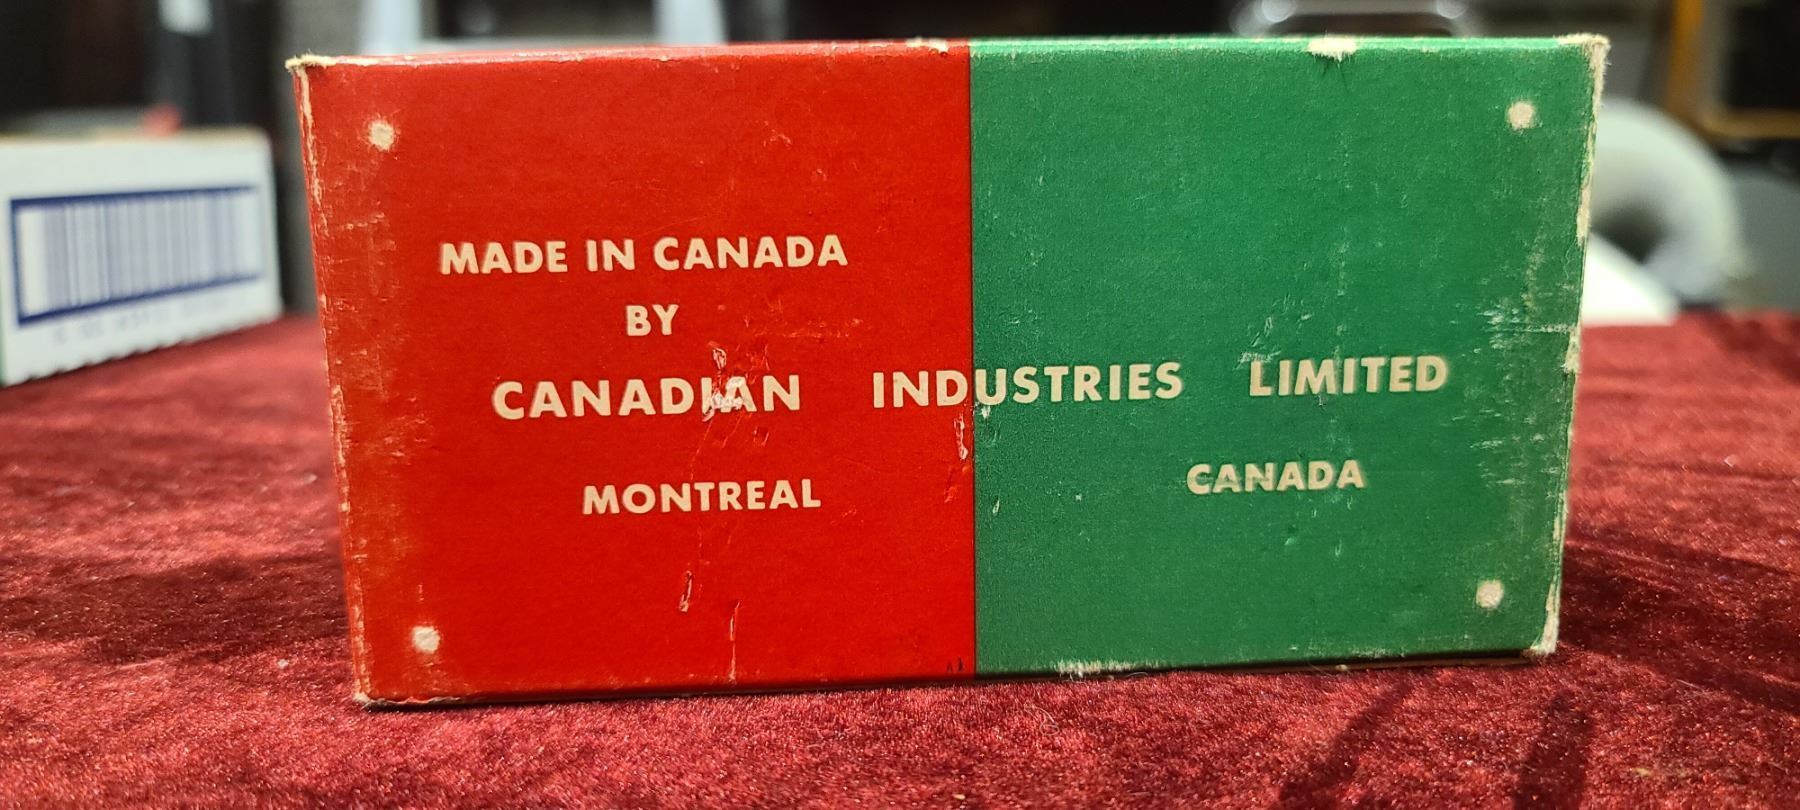 MADE IN CANADA
BY
CANADIAN INDUSTRIES LIMITED
MONTREAL CANADA